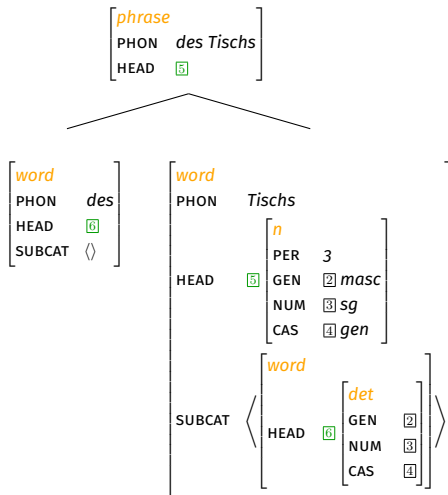 phrase
PHON des Tischs
HEAD 5
word
PHON des
HEAD 6
SUBCAT ⟨⟩
word
PHON Tischs
HEAD 5
n
PER 3
GEN 2 masc
NUM 3 sg
CAS 4 gen
SUBCAT ⟨
word
HEAD 6
det
GEN 2
NUM 3
CAS 4
⟩